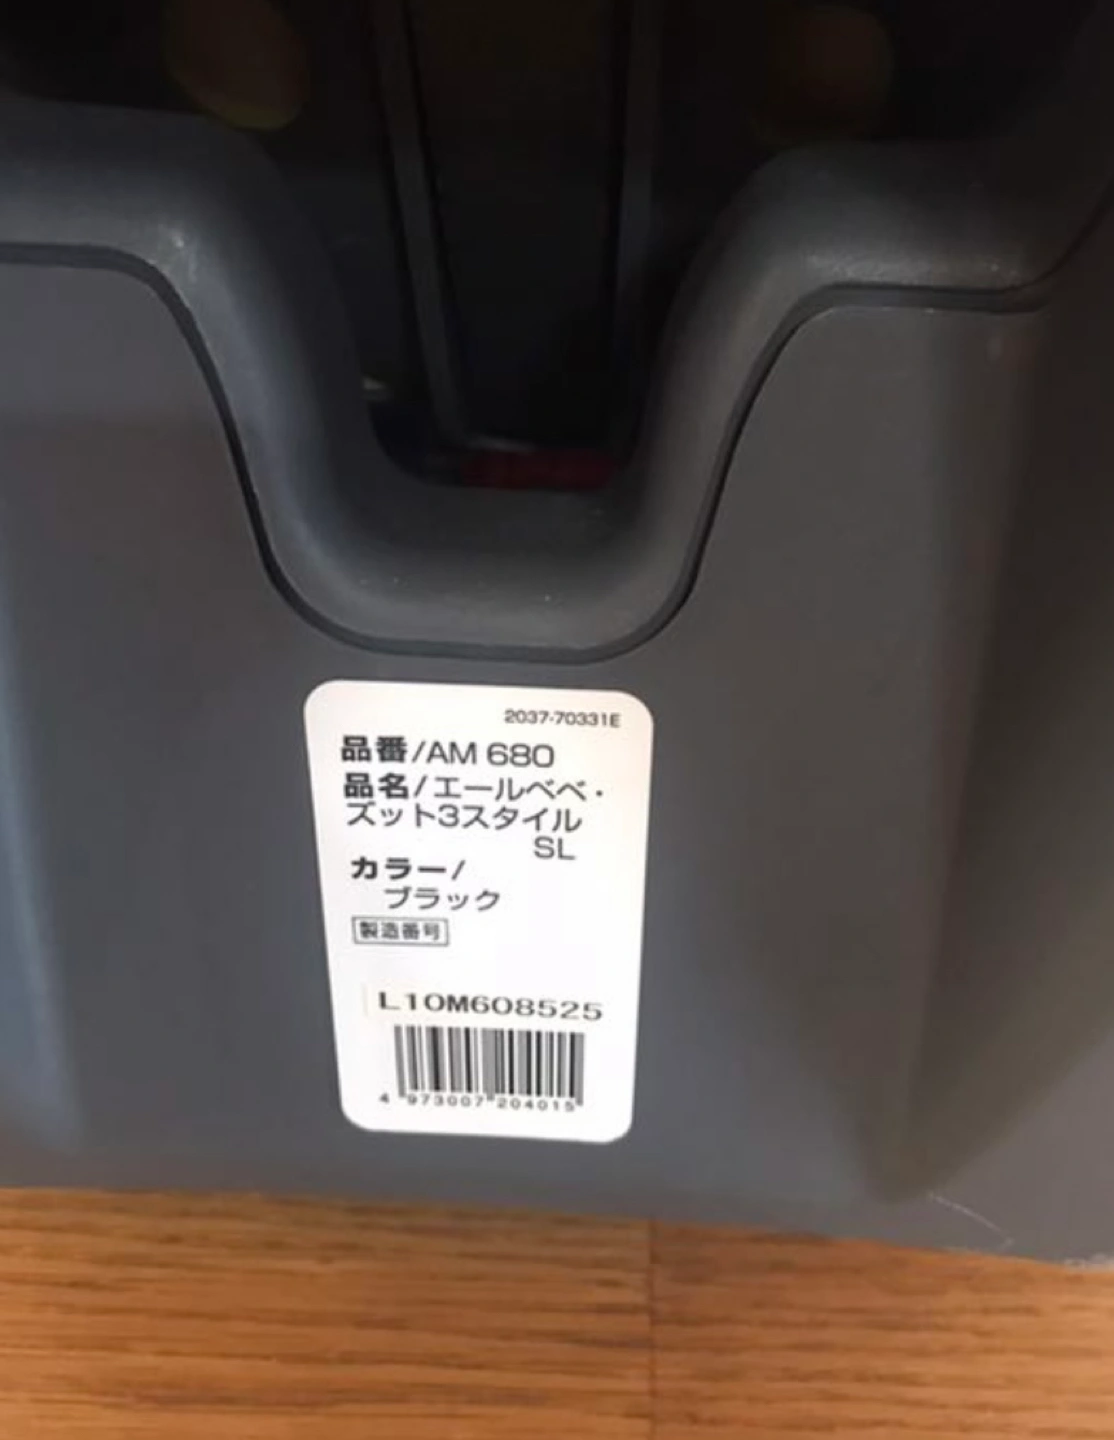 2037-70331E
品番/AM 680
品名/エールベベ・
ズット3スタイル
SL
カラー/
ブラック
製造番号
L10M608525
4 973007 204015